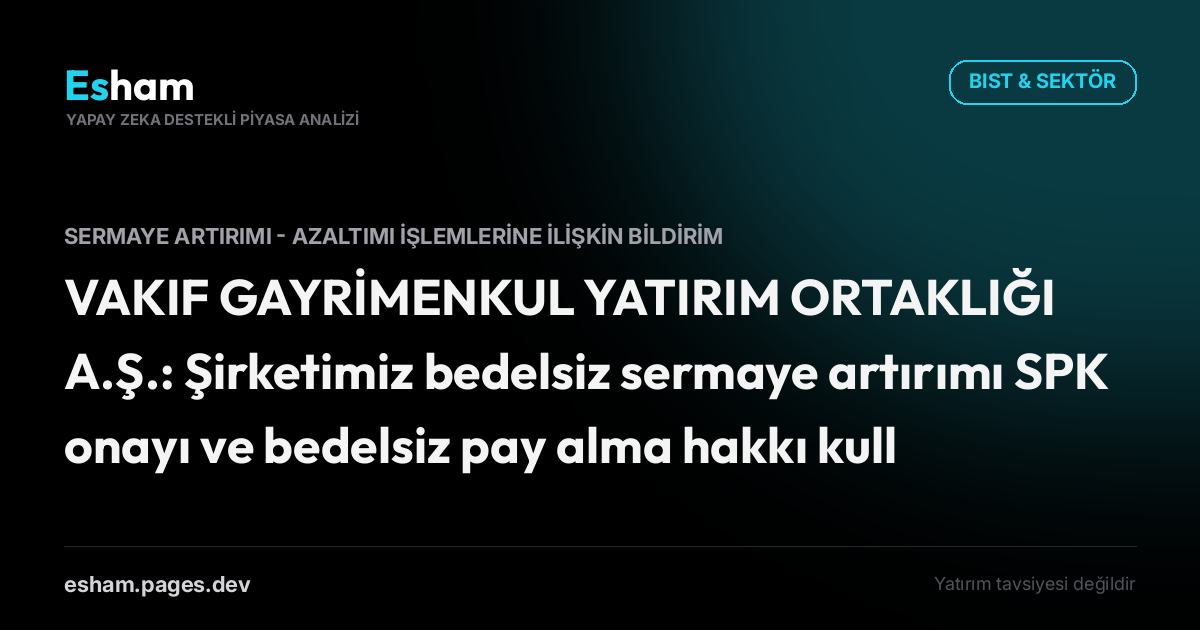 Esham
BIST & SEKTÖR
YAPAY ZEKA DESTEKLİ PİYASA ANALİZİ
SERMAYE ARTIRIMI - AZALTIMI İŞLEMLERİNE İLİŞKİN BİLDİRİM
VAKIF GAYRİMENKUL YATIRIM ORTAKLIĞI
A.Ş.: Şirketimiz bedelsiz sermaye artırımı SPK
onayı ve bedelsiz pay alma hakkı kull
esham.pages.dev
Yatırım tavsiyesi değildir